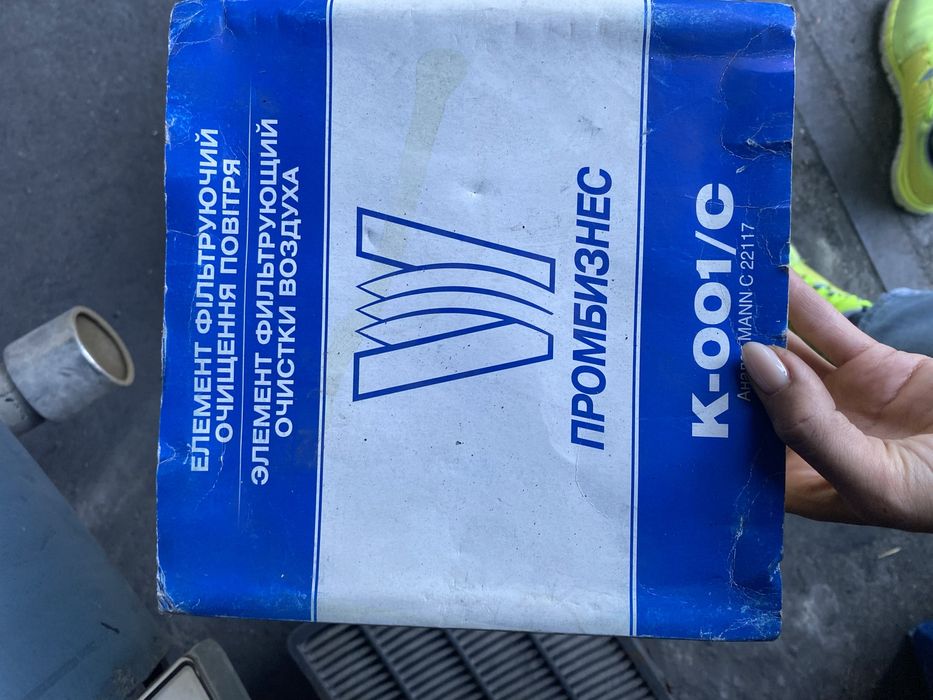 ЕЛЕМЕНТ ФІЛЬТРУЮЧИЙ
ОЧИЩЕННЯ ПОВІТРЯ
ЭЛЕМЕНТ ФИЛЬТРУЮЩИЙ
ОЧИСТКИ ВОЗДУХА
ПРОМБИЗНЕС
К-001/С
MANN C 22117